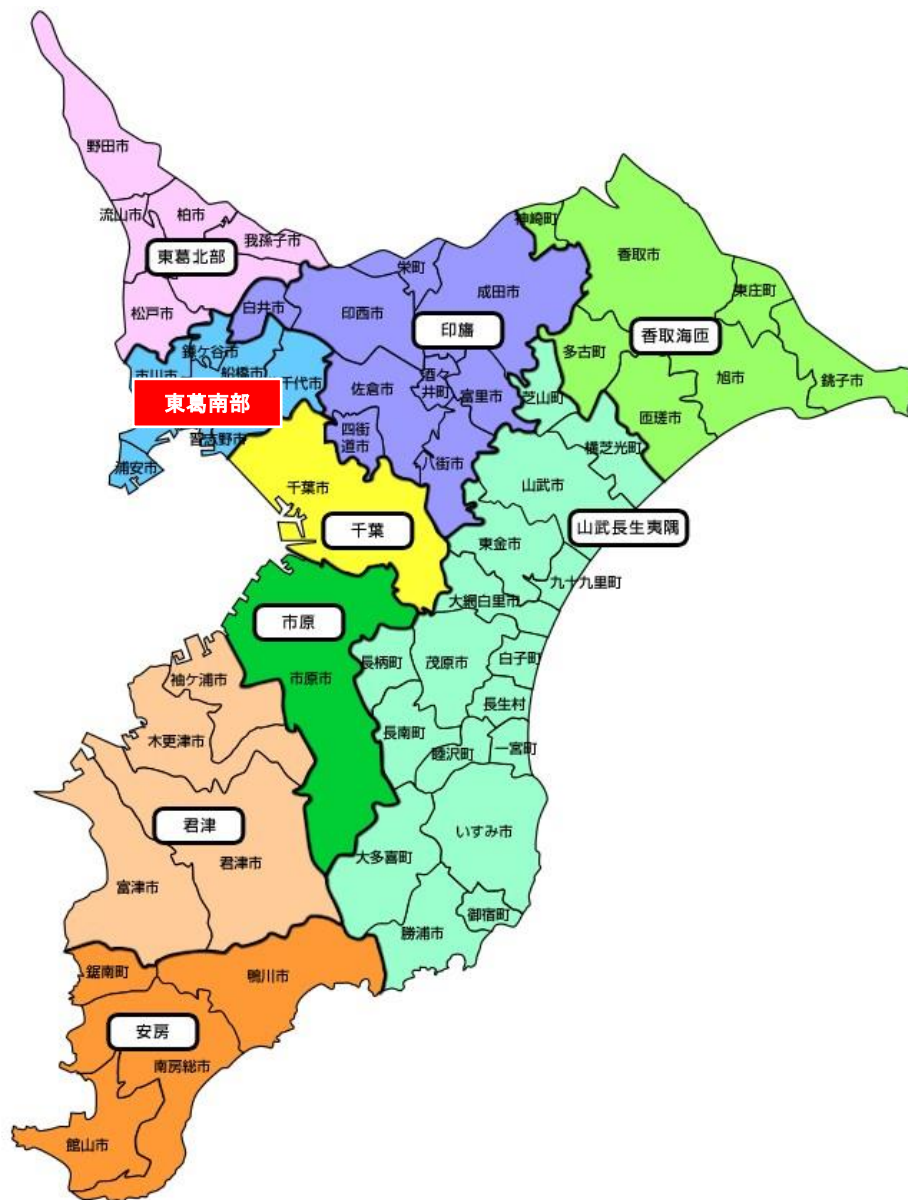 野田市
流山市
柏市
我孫子市
東葛北部
松戸市
神崎町
香取市
東庄町
栄町
成田市
白井市
印西市
印旛
香取海匝
多古町
旭市
銚子市
鎌ケ谷市
船橋市
市川市
千代市
東葛南部
習志野市
浦安市
佐倉市
酒々
井町
富里市
芝山町
匝瑳市
四街
道市
八街市
横芝光町
山武市
千葉市
千葉
東金市
山武長生夷隅
九十九里町
大網白里市
市原
市原市
長柄町
茂原市
白子町
長生村
長南町
睦沢町
一宮町
袖ケ浦市
木更津市
君津
君津市
富津市
いすみ市
大多喜町
御宿町
勝浦市
鋸南町
鴨川市
安房
南房総市
館山市